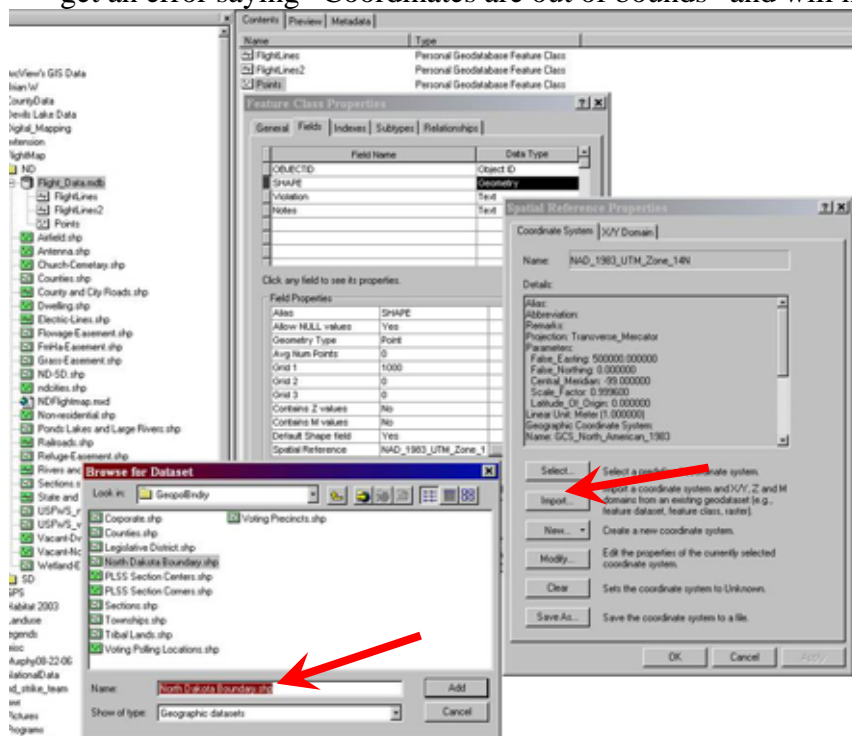 get an error saying "Coordinates are out of bounds" and will n
Contents Preview Metadata
Name Type
FlightLines Personal Geodatabase Feature Class
FlightLines2 Personal Geodatabase Feature Class
Points Personal Geodatabase Feature Class
ArcView's GIS Data
Brian W
CountyData
Devils Lake Data
Digital_Mapping
extension
FlightMap
ND
Flight_Data.mdb
FlightLines
FlightLines2
Points
Airfield.shp
Antenna.shp
Church-Cemetary.shp
Counties.shp
County and City Roads.shp
Dwelling.shp
Electric-Lines.shp
Flowage-Easement.shp
FmHa-Easement.shp
Grass-Easement.shp
ND-SD.shp
ndcities.shp
NDFlightmap.mxd
Non-residential.shp
Ponds Lakes and Large Rivers.shp
Railroads.shp
Refuge-Easement.shp
Rivers and
Sections.s
State and
USFWS_r
USFWS_v
Vacant-Dw
Vacant-No
Wetland-E
SD
GPS
Habitat 2003
Landuse
legends
misc
Murphy08-22-06
NationalData
nd_strike_team
Pictures
Programs
Feature Class Properties
General Fields Indexes Subtypes Relationships
Field Name Data Type
OBJECTID Object ID
SHAPE Geometry
Violation Text
Notes Text
Click any field to see its properties.
Field Properties
Alias SHAPE
Allow NULL values Yes
Geometry Type Point
Avg Num Points 0
Grid 1 1000
Grid 2 0
Grid 3 0
Contains Z values No
Contains M values No
Default Shape field Yes
Spatial Reference NAD_1983_UTM_Zone_1
Spatial Reference Properties
Coordinate System X/Y Domain
Name: NAD_1983_UTM_Zone_14N
Details:
Alias:
Abbreviation:
Remarks:
Projection: Transverse_Mercator
Parameters:
False_Easting: 500000.000000
False_Northing: 0.000000
Central_Meridian: -99.000000
Scale_Factor: 0.999600
Latitude_Of_Origin: 0.000000
Linear Unit: Meter (1.000000)
Geographic Coordinate System:
Name: GCS_North_American_1983
Select... Select a predefined coordinate system.
Import... Import a coordinate system and X/Y, Z and M
domains from an existing geodataset (e.g.,
feature dataset, feature class, raster).
New... Create a new coordinate system.
Modify... Edit the properties of the currently selected
coordinate system.
Clear Sets the coordinate system to Unknown.
Save As... Save the coordinate system to a file.
OK Cancel Apply
Browse for Dataset
Look in: GeopolBndry
Corporate.shp
Counties.shp
Legislative District.shp
North Dakota Boundary.shp
PLSS Section Centers.shp
PLSS Section Corners.shp
Sections.shp
Townships.shp
Tribal Lands.shp
Voting Polling Locations.shp
Voting Precincts.shp
Name: North Dakota Boundary.shp Add
Show of type: Geographic datasets Cancel